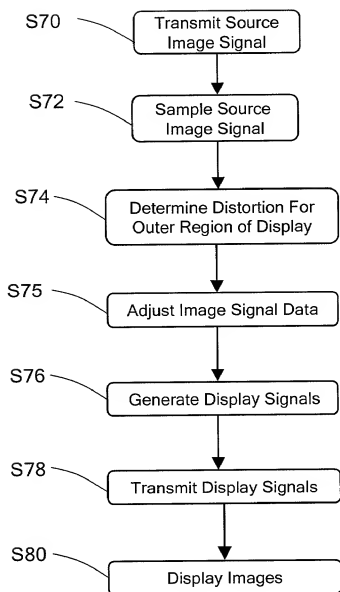 S70
Transmit Source
Image Signal
S72
Sample Source
Image Signal
S74
Determine Distortion For
Outer Region of Display
S75
Adjust Image Signal Data
S76
Generate Display Signals
S78
Transmit Display Signals
S80
Display Images